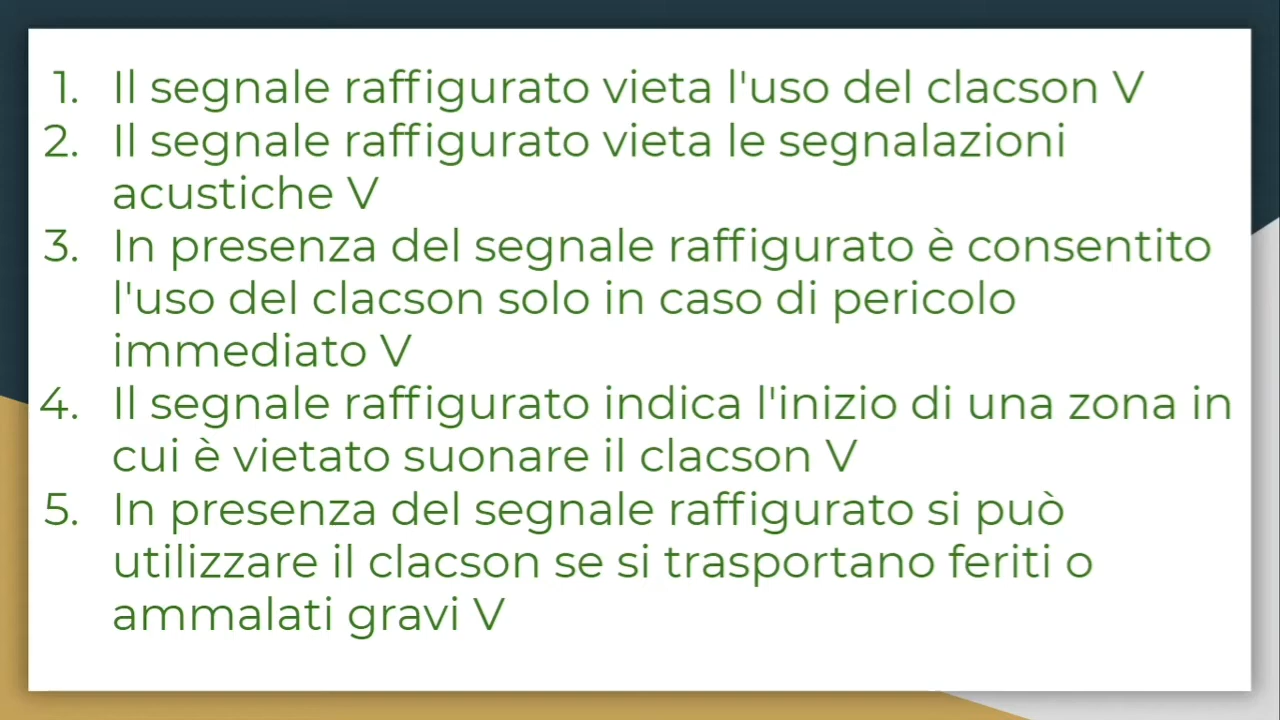 1. Il segnale raffigurato vieta l'uso del clacson V
2. Il segnale raffigurato vieta le segnalazioni
acustiche V
3. In presenza del segnale raffigurato è consentito
l'uso del clacson solo in caso di pericolo
immediato V
4. Il segnale raffigurato indica l'inizio di una zona in
cui è vietato suonare il clacson V
5. In presenza del segnale raffigurato si può
utilizzare il clacson se si trasportano feriti o
ammalati gravi V